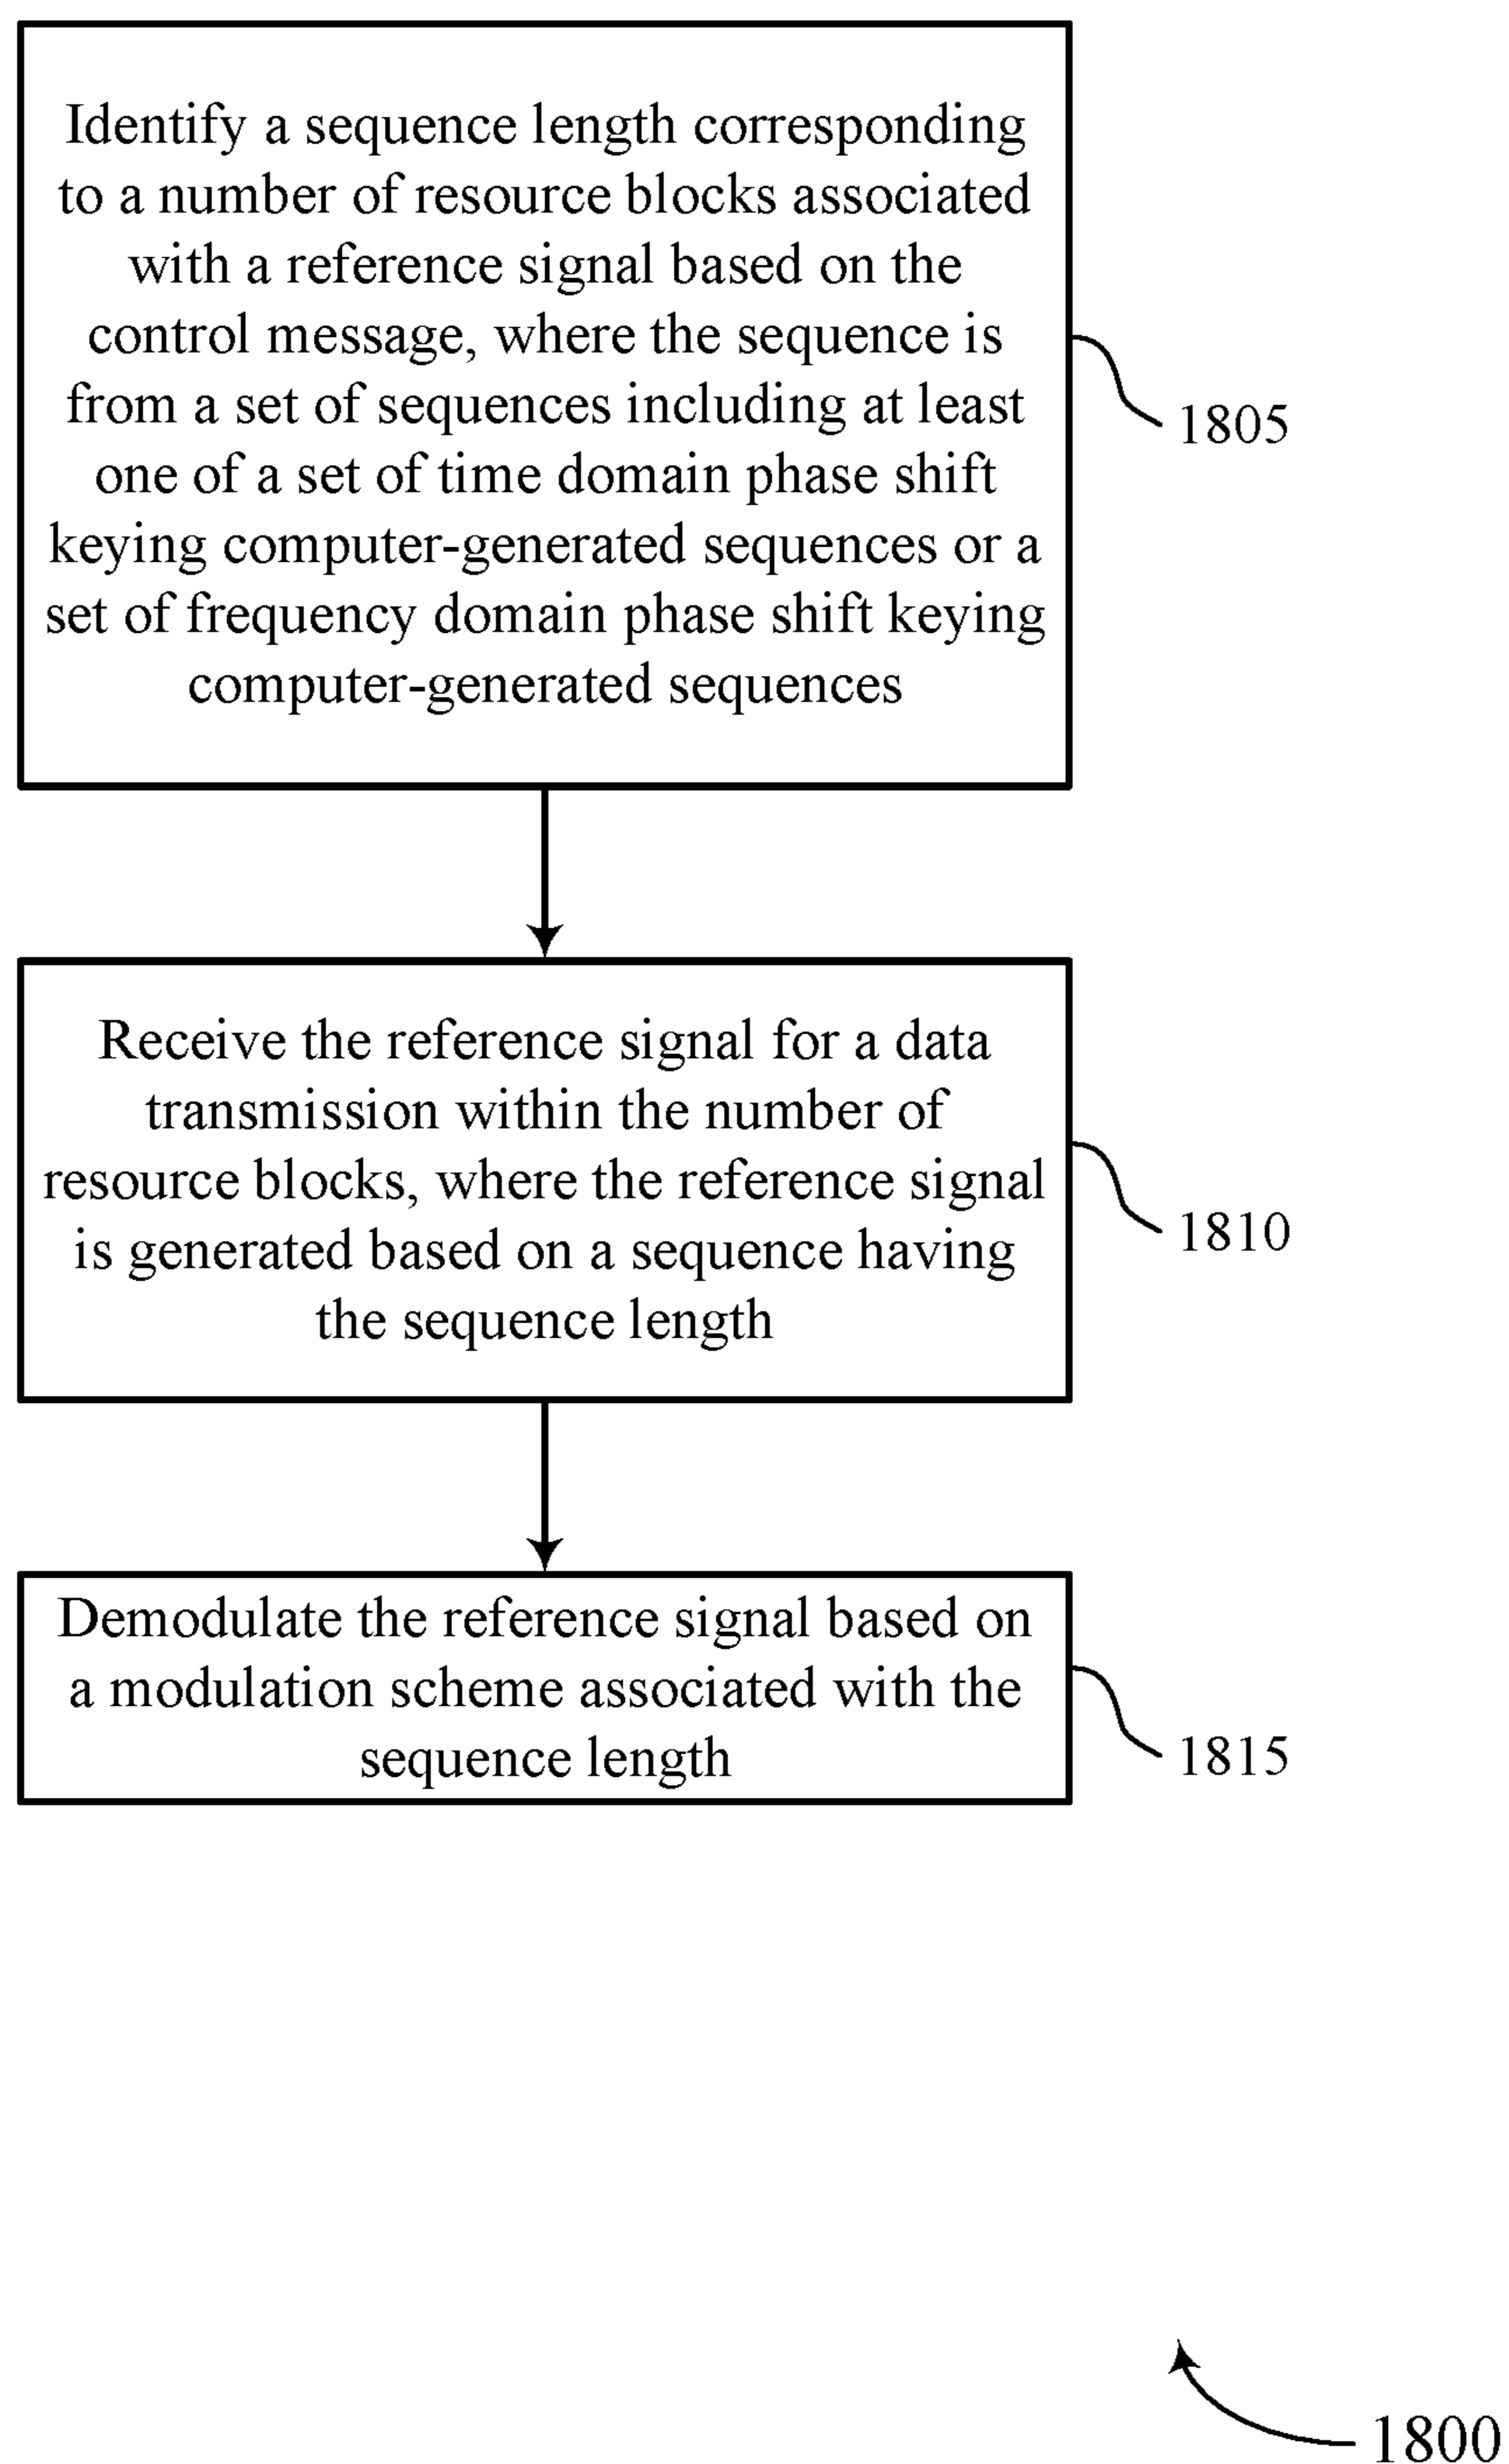 Identify a sequence length corresponding
to a number of resource blocks associated
with a reference signal based on the
control message, where the sequence is
from a set of sequences including at least
one of a set of time domain phase shift
keying computer-generated sequences or a
set of frequency domain phase shift keying
computer-generated sequences
1805
Receive the reference signal for a data
transmission within the number of
resource blocks, where the reference signal
is generated based on a sequence having
the sequence length
1810
Demodulate the reference signal based on
a modulation scheme associated with the
sequence length
1815
1800